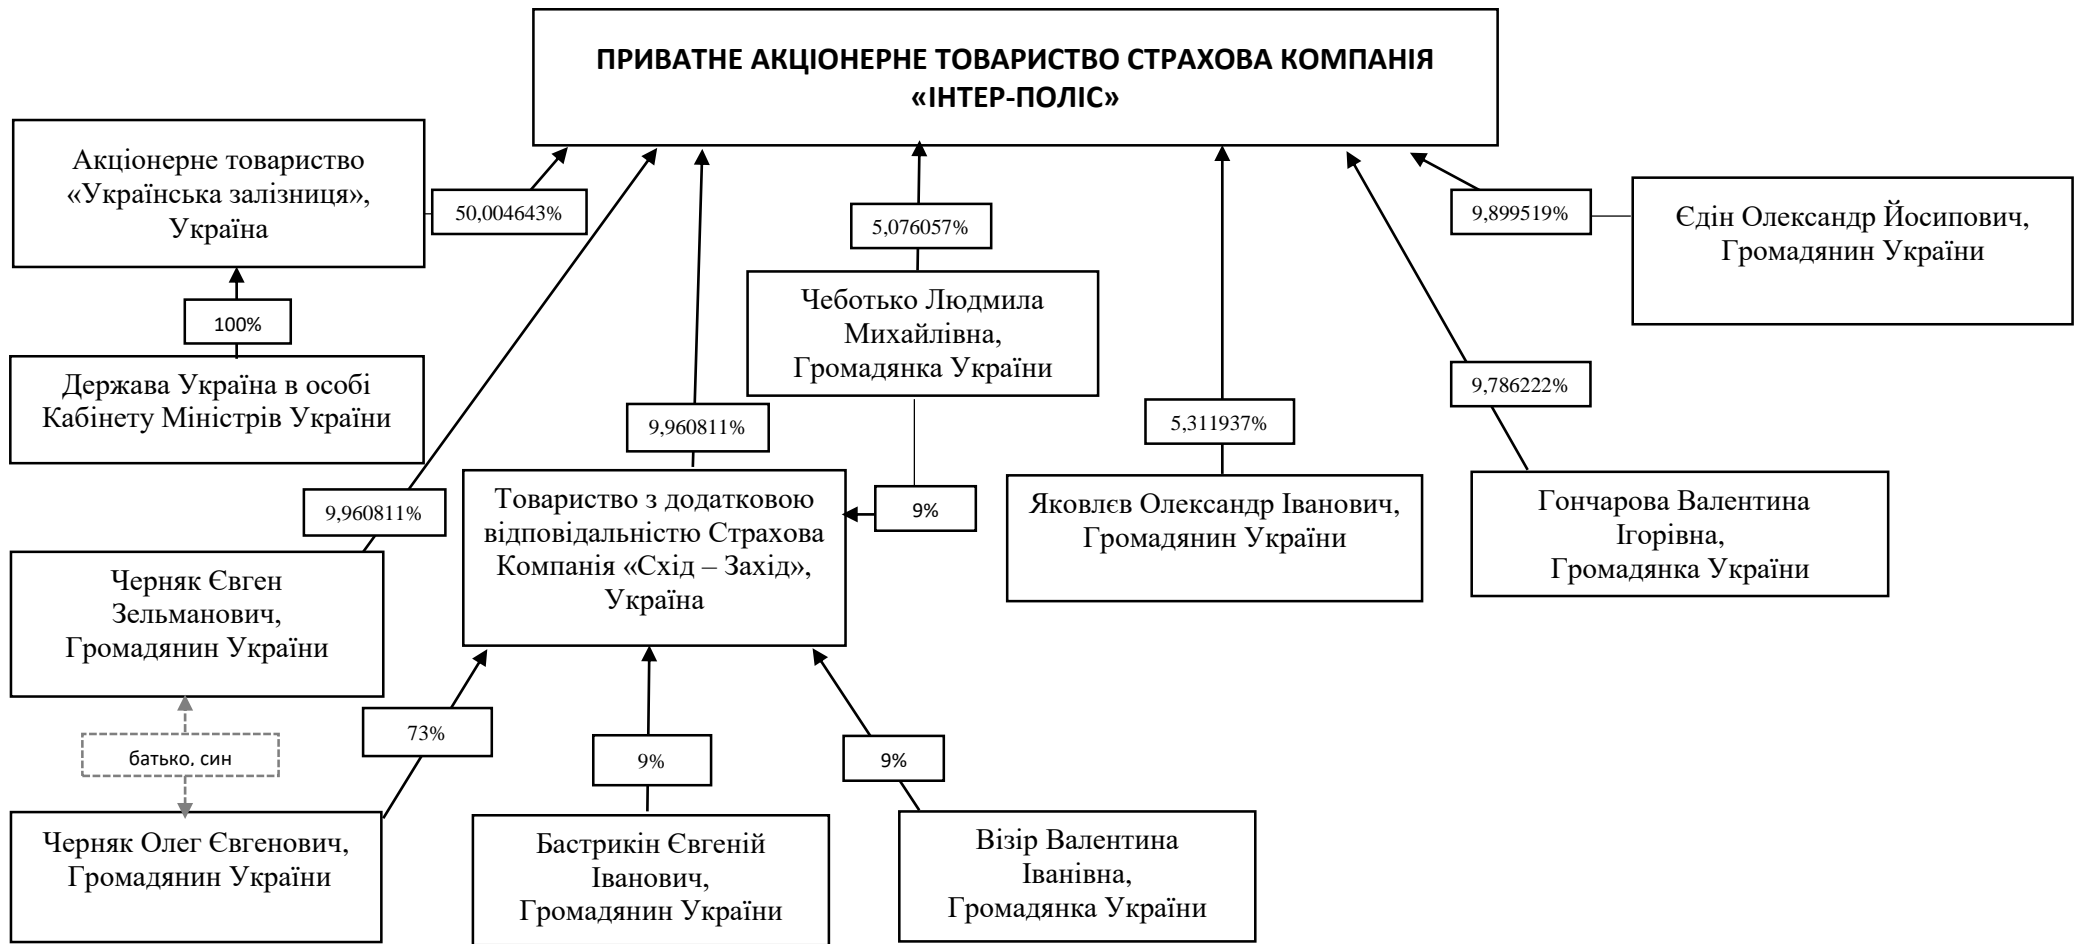 ПРИВАТНЕ АКЦІОНЕРНЕ ТОВАРИСТВО СТРАХОВА КОМПАНІЯ
«ІНТЕР-ПОЛІС»
Акціонерне товариство
«Українська залізниця»,
Україна
50,004643%
5,076057%
9,899519%
Єдін Олександр Йосипович,
Громадянин України
100%
Чеботько Людмила
Михайлівна,
Громадянка України
Держава Україна в особі
Кабінету Міністрів України
9,960811%
5,311937%
9,786222%
9,960811%
Товариство з додатковою
відповідальністю Страхова
Компанія «Схід – Захід»,
Україна
9%
Яковлєв Олександр Іванович,
Громадянин України
Гончарова Валентина
Ігорівна,
Громадянка України
Черняк Євген
Зельманович,
Громадянин України
73%
батько, син
9%
9%
Черняк Олег Євгенович,
Громадянин України
Бастрикін Євгеній
Іванович,
Громадянин України
Візір Валентина
Іванівна,
Громадянка України